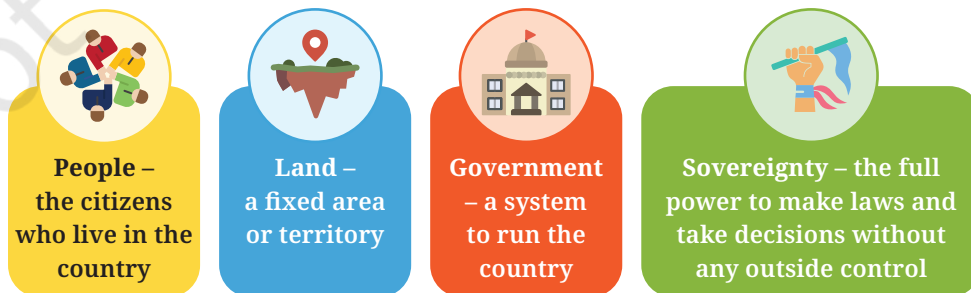 People –
the citizens
who live in the
country
Land –
a fixed area
or territory
Government
– a system
to run the
country
Sovereignty – the full
power to make laws and
take decisions without
any outside control